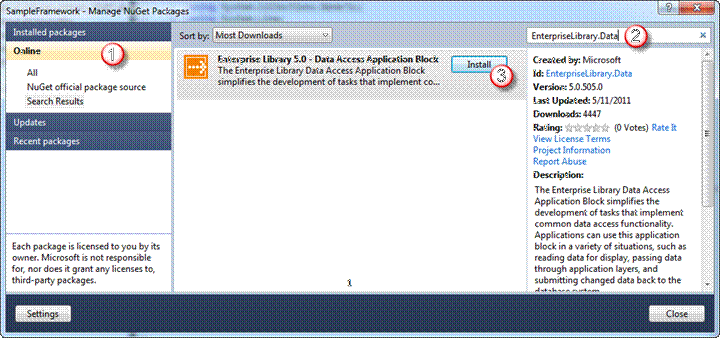 SampleFramework - Manage NuGet Packages
Installed packages
Online
1
All
NuGet official package source
Search Results
Updates
Recent packages
Each package is licensed to you by its
owner. Microsoft is not responsible
for, nor does it grant any licenses to,
third-party packages.
Sort by: Most Downloads
Enterprise Library 5.0 - Data Access Application Block
The Enterprise Library Data Access Application Block
simplifies the development of tasks that implement co...
Install
3
1
EnterpriseLibrary.Data
2
Created by: Microsoft
Id: EnterpriseLibrary.Data
Version: 5.0.505.0
Last Updated: 5/11/2011
Downloads: 4447
Rating: (0 Votes) Rate It
View License Terms
Project Information
Report Abuse
Description:
The Enterprise Library Data Access
Application Block simplifies the
development of tasks that implement
common data access functionality.
Applications can use this application
block in a variety of situations, such as
reading data for display, passing data
through application layers, and
submitting changed data back to the
database system.
Settings
Close